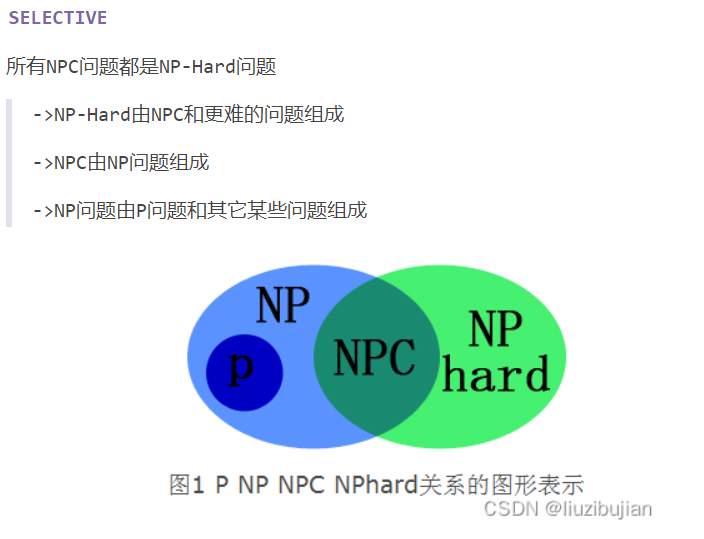 SELECTIVE
所有NPC问题都是NP-Hard问题
->NP-Hard由NPC和更难的问题组成
->NPC由NP问题组成
->NP问题由P问题和其它某些问题组成
NP
p
NPC
NP
hard
图1 P NP NPC NPhard关系的图形表示
CSDN @liuzibujian